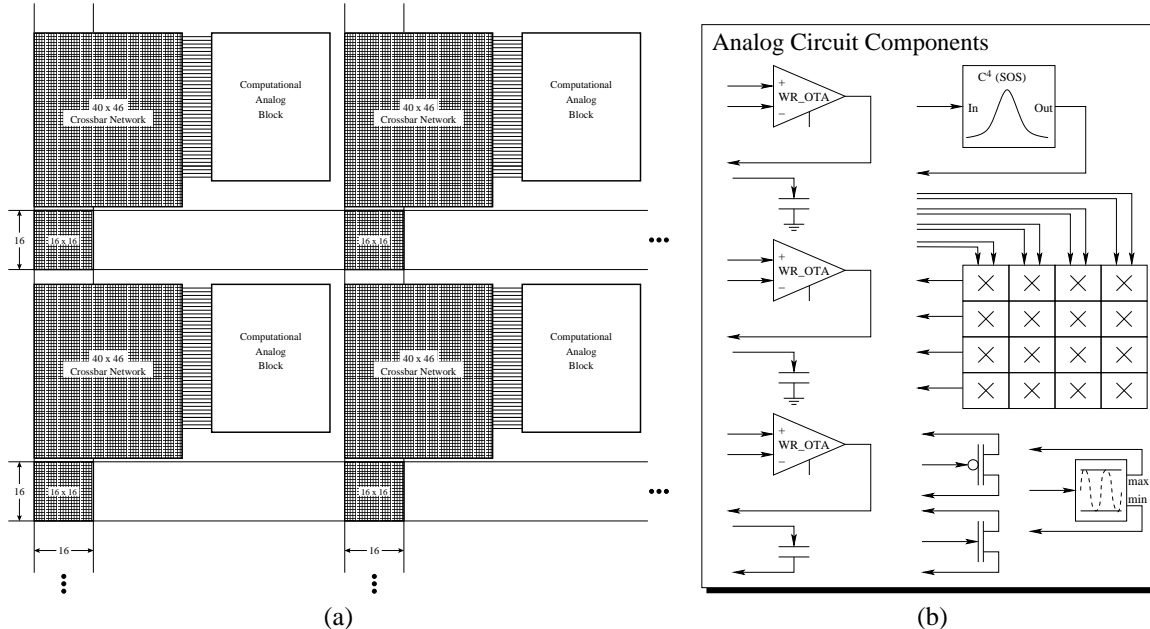 Computational
Analog
Block
40 x 46
Crossbar Network
Computational
Analog
Block
40 x 46
Crossbar Network
16
16 x 16
16 x 16
Computational
Analog
Block
40 x 46
Crossbar Network
Computational
Analog
Block
40 x 46
Crossbar Network
16
16 x 16
16 x 16
16
16
(a)
Analog Circuit Components
+
WR_OTA
−
C⁴ (SOS)
In
Out
+
WR_OTA
−
+
WR_OTA
−
max
min
(b)